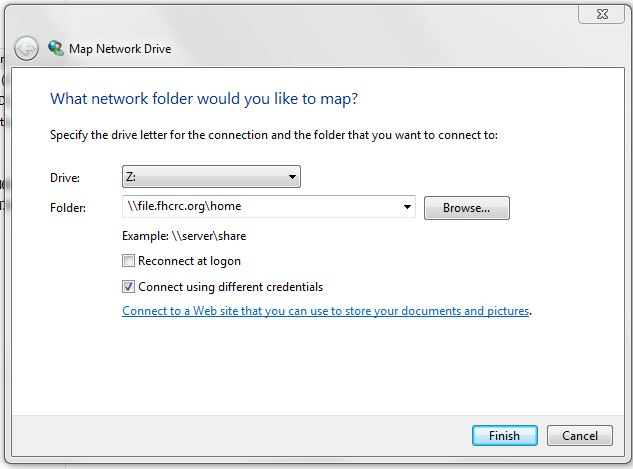 Map Network Drive
What network folder would you like to map?
Specify the drive letter for the connection and the folder that you want to connect to:
Drive: Z:
Folder: \\file.fhcrc.org\home Browse...
Example: \\server\share
Reconnect at logon
Connect using different credentials
Connect to a Web site that you can use to store your documents and pictures.
Finish Cancel